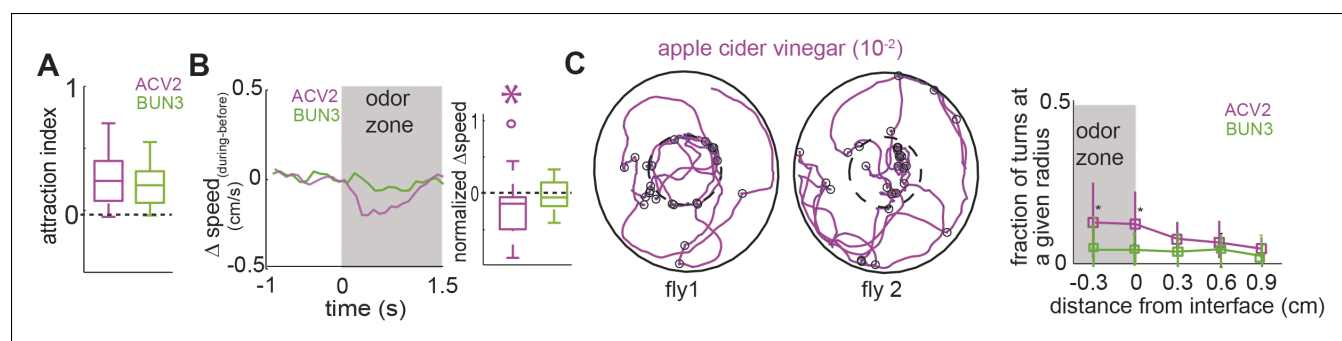 A
ACV2
BUN3
1
0
attraction index
B
ACV2
BUN3
odor
zone
0.5
0
-0.5
Δ speed(during-before)
(cm/s)
-1
0
1.5
time (s)
*
1
0
normalized Δspeed
C
apple cider vinegar (10-2)
fly1
fly 2
0.5
0
odor
zone
ACV2
BUN3
*
*
fraction of turns at
a given radius
-0.3 0 0.3 0.6 0.9
distance from interface (cm)